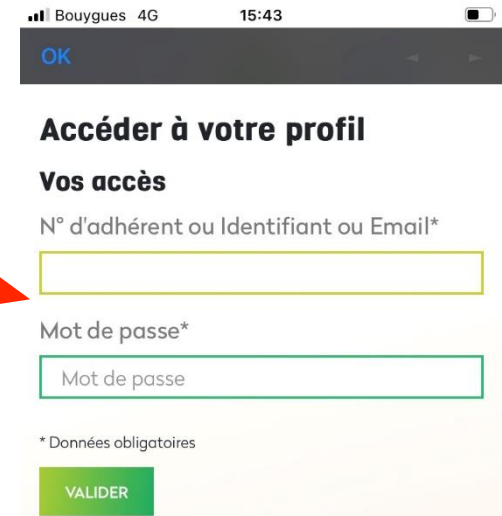 Bouygues 4G 15:43
OK
Accéder à votre profil
Vos accès
N° d'adhérent ou Identifiant ou Email*
Mot de passe*
Mot de passe
* Données obligatoires
VALIDER